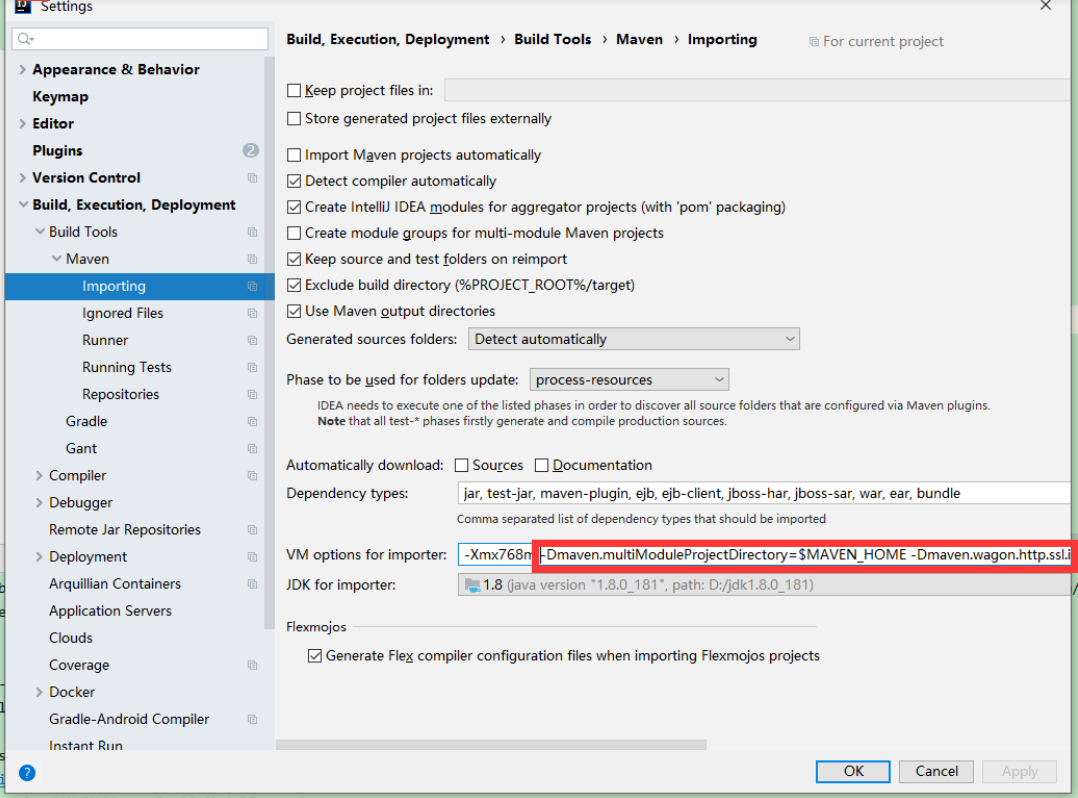 Settings
Build, Execution, Deployment › Build Tools › Maven › Importing
For current project
Appearance & Behavior
Keymap
Editor
Plugins
2
Version Control
Build, Execution, Deployment
Build Tools
Maven
Importing
Ignored Files
Runner
Running Tests
Repositories
Gradle
Gant
Compiler
Debugger
Remote Jar Repositories
Deployment
Arquillian Containers
Application Servers
Clouds
Coverage
Docker
Gradle-Android Compiler
Instant Run
Keep project files in:
Store generated project files externally
Import Maven projects automatically
Detect compiler automatically
Create IntelliJ IDEA modules for aggregator projects (with 'pom' packaging)
Create module groups for multi-module Maven projects
Keep source and test folders on reimport
Exclude build directory (%PROJECT_ROOT%/target)
Use Maven output directories
Generated sources folders: Detect automatically
Phase to be used for folders update: process-resources
IDEA needs to execute one of the listed phases in order to discover all source folders that are configured via Maven plugins.
Note that all test-* phases firstly generate and compile production sources.
Automatically download: Sources Documentation
Dependency types: jar, test-jar, maven-plugin, ejb, ejb-client, jboss-har, jboss-sar, war, ear, bundle
Comma separated list of dependency types that should be imported
VM options for importer: -Xmx768m -Dmaven.multiModuleProjectDirectory=$MAVEN_HOME -Dmaven.wagon.http.ssl.i
JDK for importer: 1.8 (java version "1.8.0_181", path: D:/jdk1.8.0_181)
Flexmojos
Generate Flex compiler configuration files when importing Flexmojos projects
?
OK Cancel Apply